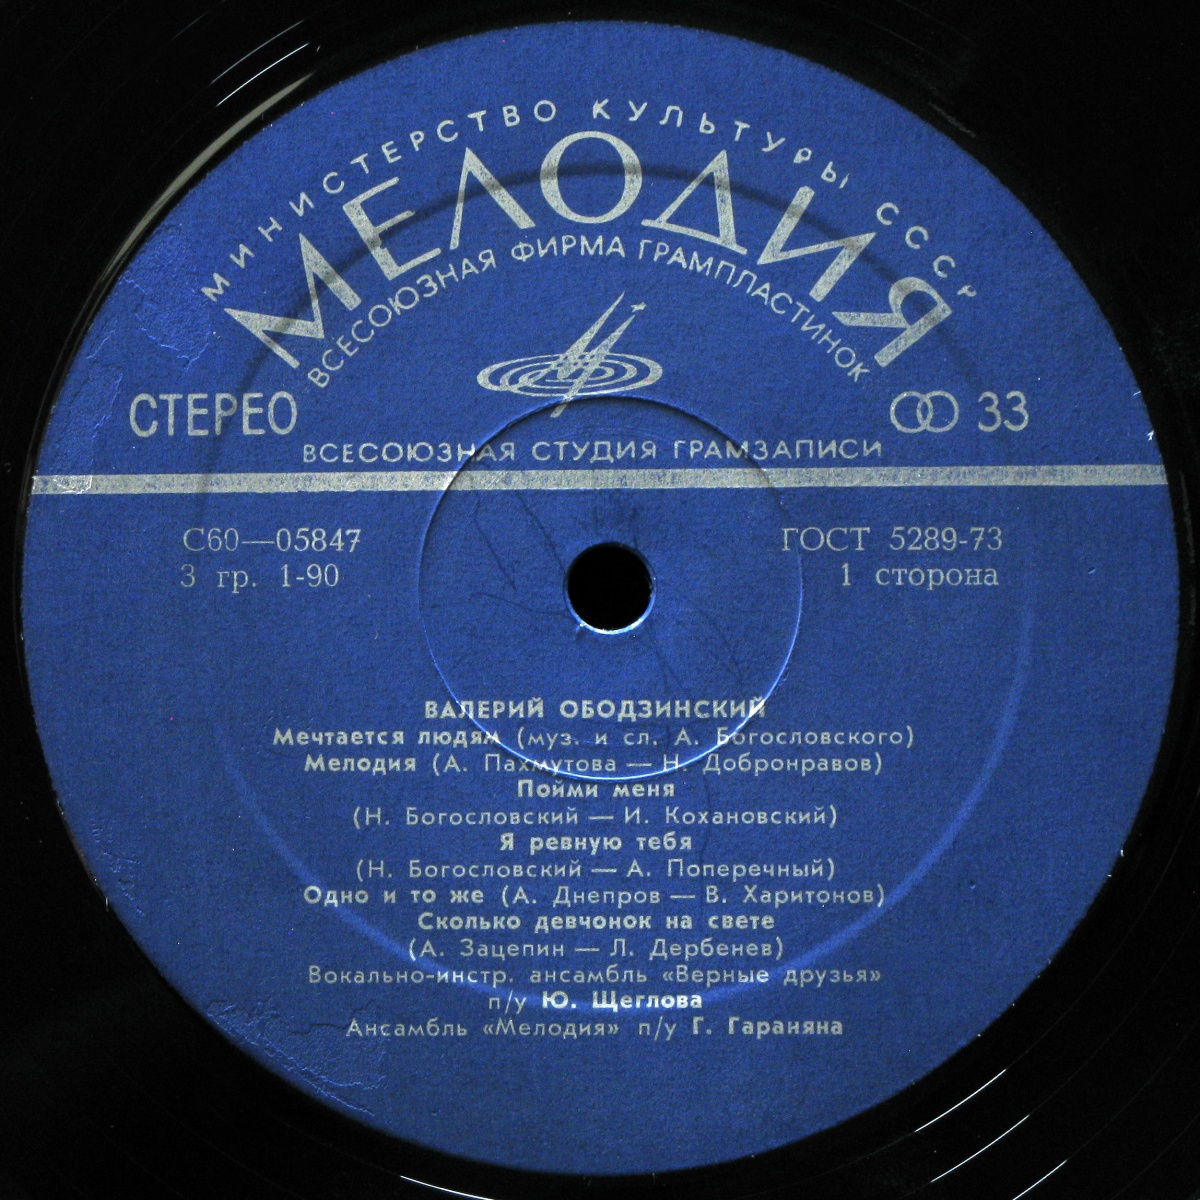 МИНИСТЕРСТВО КУЛЬТУРЫ СССР
МЕЛОДИЯ
ВСЕСОЮЗНАЯ ФИРМА ГРАМПЛАСТИНОК
СТЕРЕО
33
ВСЕСОЮЗНАЯ СТУДИЯ ГРАМЗАПИСИ
С60—05847
ГОСТ 5289-73
3 гр. 1-90
1 сторона
ВАЛЕРИЙ ОБОДЗИНСКИЙ
Мечтается людям (муз. и сл. А. Богословского)
Мелодия (А. Пахмутова — Н. Добронравов)
Пойми меня
(Н. Богословский — И. Кохановский)
Я ревную тебя
(Н. Богословский — А. Поперечный)
Одно и то же (А. Днепров — В. Харитонов)
Сколько девчонок на свете
(А. Зацепин — Л. Дербенев)
Вокально-инстр. ансамбль «Верные друзья»
п/у Ю. Щеглова
Ансамбль «Мелодия» п/у Г. Гараняна